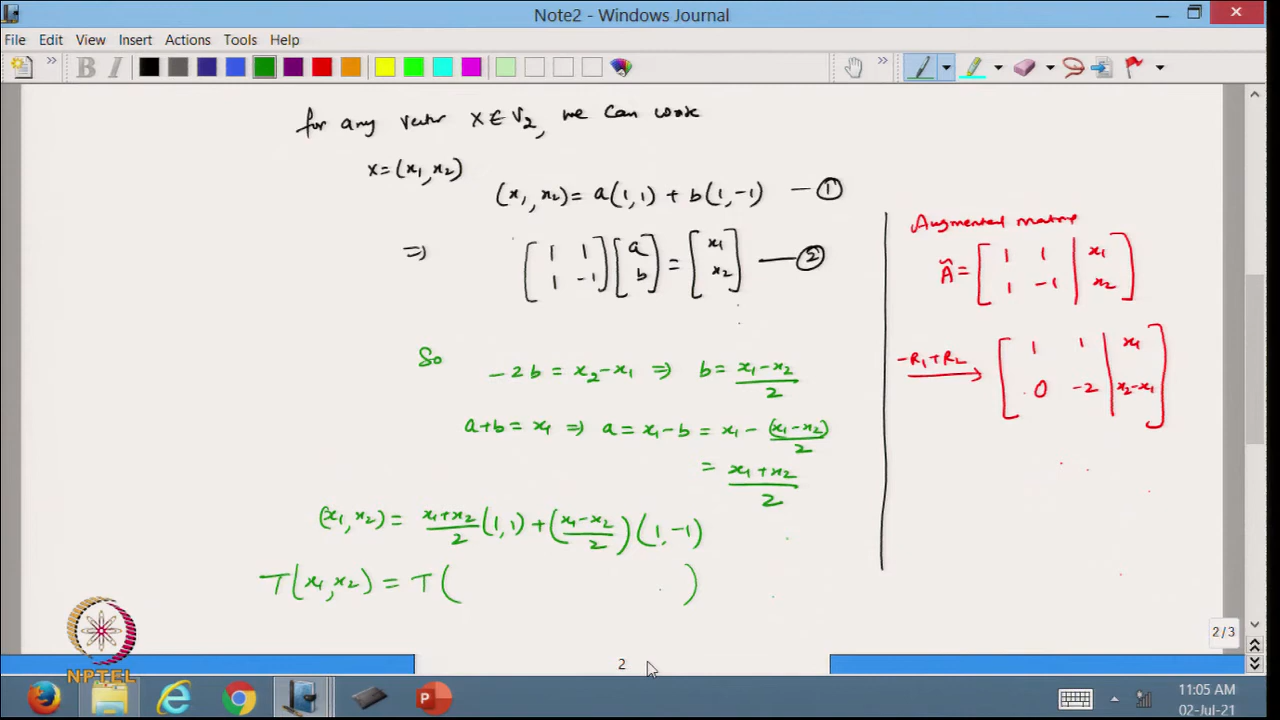 Note2 - Windows Journal
File Edit View Insert Actions Tools Help
for any vector X ∈ V₂, we can write
X = (x₁, x₂)
(x₁, x₂) = a(1, 1) + b(1, -1) — ①
⇒ [1 1; 1 -1] [a; b] = [x₁; x₂] — ②
So
-2b = x₂ - x₁ ⇒ b = (x₁ - x₂)/2
a + b = x₁ ⇒ a = x₁ - b = x₁ - (x₁ - x₂)/2
= (x₁ + x₂)/2
(x₁, x₂) = (x₁ + x₂)/2 (1, 1) + ((x₁ - x₂)/2) (1, -1)
T(x₁, x₂) = T( )
Augmented matrix
Ã = [1 1 | x₁; 1 -1 | x₂]
-R₁+R₂ → [1 1 | x₁; 0 -2 | x₂-x₁]
2/3
2
NPTEL
11:05 AM
02-Jul-21